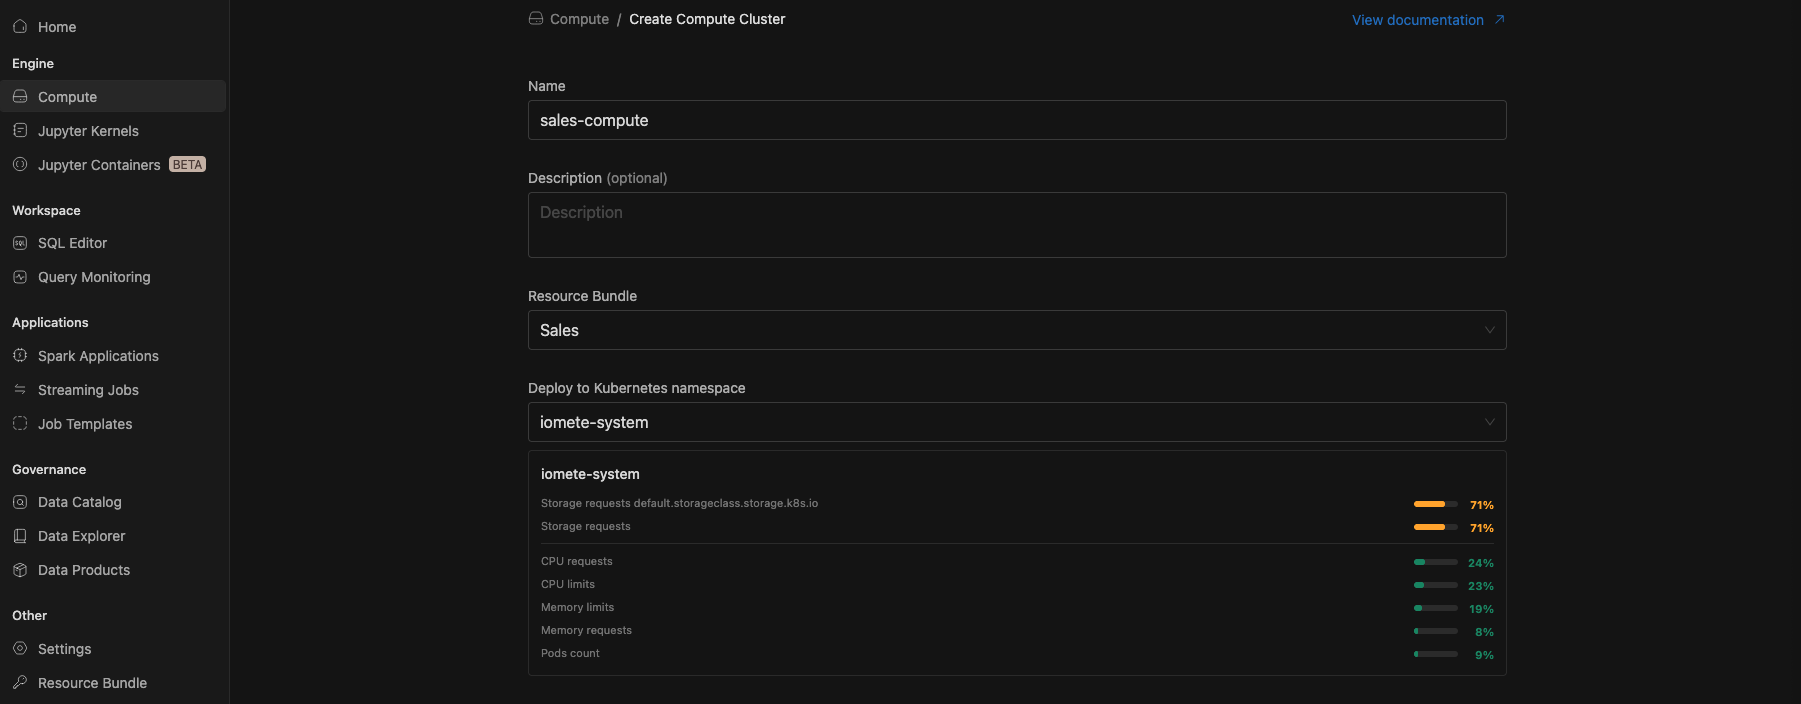 Home
Engine
Compute
Jupyter Kernels
Jupyter Containers BETA
Workspace
SQL Editor
Query Monitoring
Applications
Spark Applications
Streaming Jobs
Job Templates
Governance
Data Catalog
Data Explorer
Data Products
Other
Settings
Resource Bundle
Compute / Create Compute Cluster
View documentation
Name
sales-compute
Description (optional)
Description
Resource Bundle
Sales
Deploy to Kubernetes namespace
iomete-system
iomete-system
Storage requests default.storageclass.storage.k8s.io 71%
Storage requests 71%
CPU requests 24%
CPU limits 23%
Memory limits 19%
Memory requests 8%
Pods count 9%